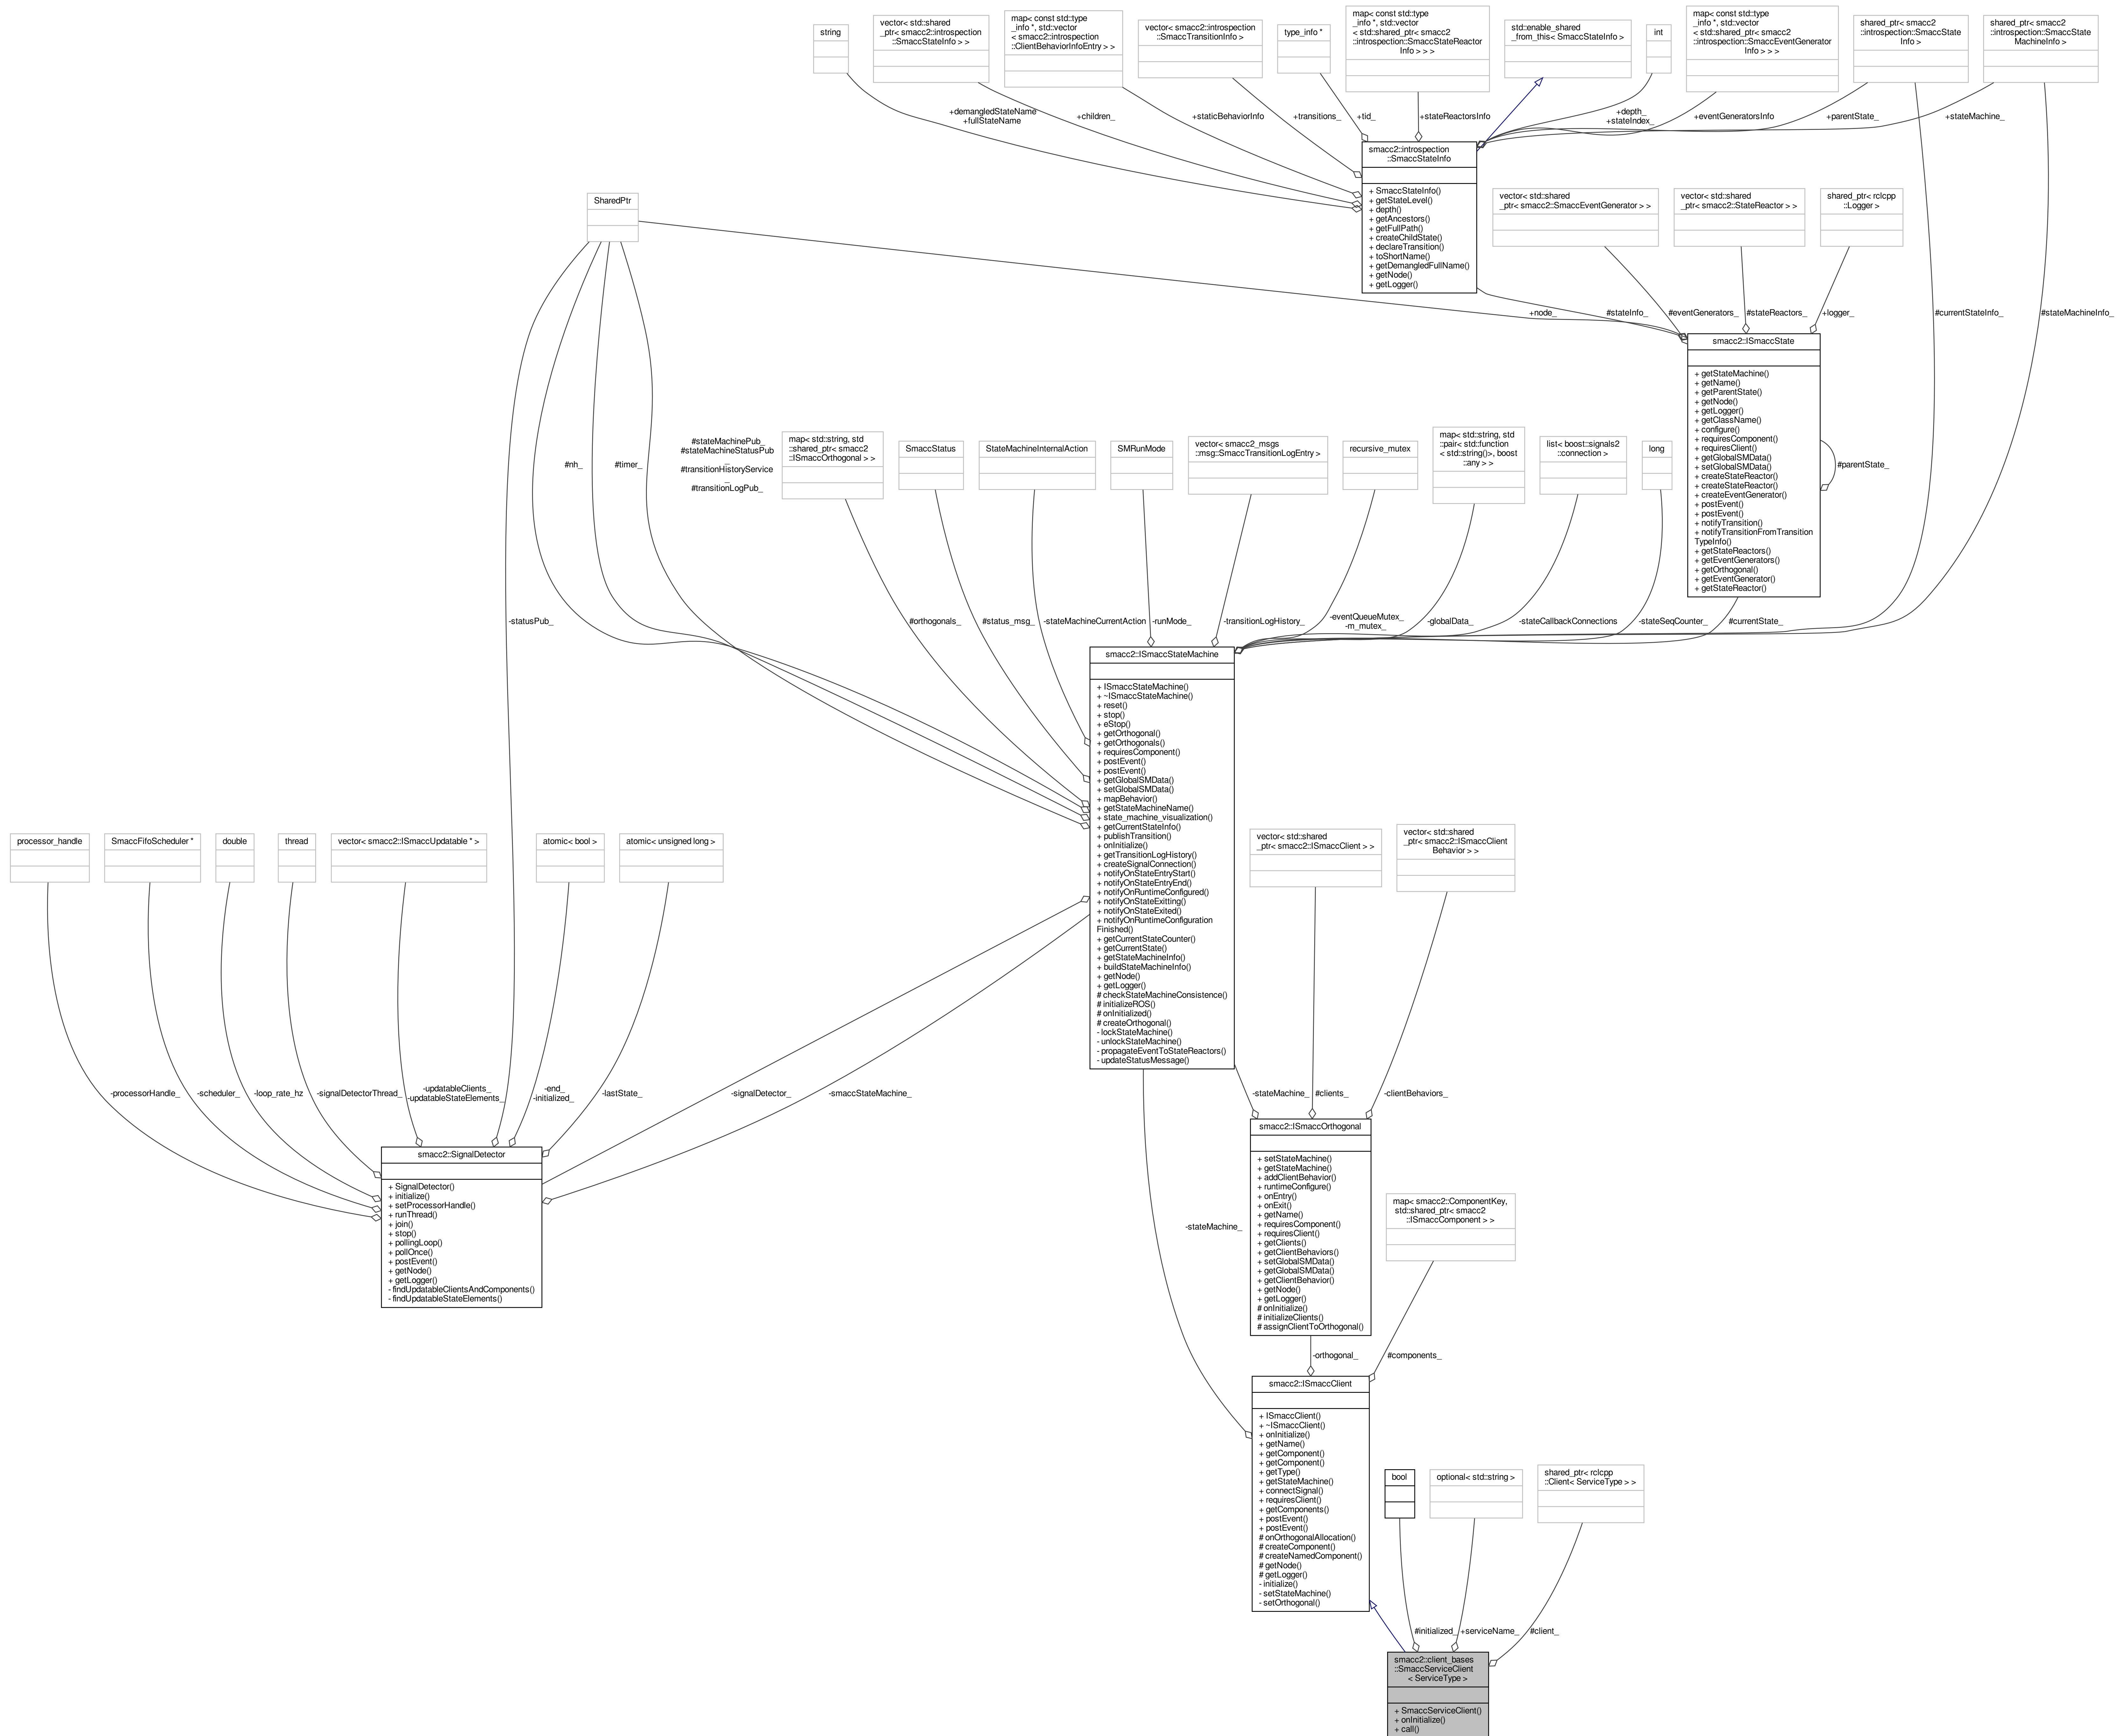 string
vector< std::shared
_ptr< smacc2::introspection
::SmaccStateInfo > >
map< const std::type
_info *, std::vector
< smacc2::introspection
::ClientBehaviorInfoEntry > >
vector< smacc2::introspection
::SmaccTransitionInfo >
type_info *
map< const std::type
_info *, std::vector
< std::shared_ptr< smacc2
::introspection::SmaccStateReactor
Info > > >
std::enable_shared
_from_this< SmaccStateInfo >
int
map< const std::type
_info *, std::vector
< std::shared_ptr< smacc2
::introspection::SmaccEventGenerator
Info > > >
shared_ptr< smacc2
::introspection::SmaccState
Info >
shared_ptr< smacc2
::introspection::SmaccState
MachineInfo >
+demangledStateName
+fullStateName
+children_
+staticBehaviorInfo
+transitions_
+tid_
+stateReactorsInfo
+depth_
+stateIndex_
+eventGeneratorsInfo
+parentState_
+stateMachine_
smacc2::introspection
::SmaccStateInfo
+ SmaccStateInfo()
+ getStateLevel()
+ depth()
+ getAncestors()
+ getFullPath()
+ createChildState()
+ declareTransition()
+ toShortName()
+ getDemangledFullName()
+ getNode()
+ getLogger()
SharedPtr
vector< std::shared
_ptr< smacc2::SmaccEventGenerator > >
vector< std::shared
_ptr< smacc2::StateReactor > >
shared_ptr< rclcpp
::Logger >
+node_
#stateInfo_
#eventGenerators_
#stateReactors_
+logger_
#currentStateInfo_
#stateMachineInfo_
smacc2::ISmaccState
+ getStateMachine()
+ getName()
+ getParentState()
+ getNode()
+ getLogger()
+ getClassName()
+ configure()
+ requiresComponent()
+ requiresClient()
+ getGlobalSMData()
+ setGlobalSMData()
+ createStateReactor()
+ createStateReactor()
+ createEventGenerator()
+ postEvent()
+ postEvent()
+ notifyTransition()
+ notifyTransitionFromTransition
TypeInfo()
+ getStateReactors()
+ getEventGenerators()
+ getOrthogonal()
+ getEventGenerator()
+ getStateReactor()
#parentState_
#nh_
#timer_
#stateMachinePub_
#stateMachineStatusPub
_
#transitionHistoryService
_
#transitionLogPub_
map< std::string, std
::shared_ptr< smacc2
::ISmaccOrthogonal > >
SmaccStatus
StateMachineInternalAction
SMRunMode
vector< smacc2_msgs
::msg::SmaccTransitionLogEntry >
recursive_mutex
map< std::string, std
::pair< std::function
< std::string()>, boost
::any > >
list< boost::signals2
::connection >
long
-statusPub_
#orthogonals_
#status_msg_
-stateMachineCurrentAction
-runMode_
-transitionLogHistory_
-eventQueueMutex_
-m_mutex_
-globalData_
-stateCallbackConnections
-stateSeqCounter_
#currentState_
smacc2::ISmaccStateMachine
+ ISmaccStateMachine()
+ ~ISmaccStateMachine()
+ reset()
+ stop()
+ eStop()
+ getOrthogonal()
+ getOrthogonals()
+ requiresComponent()
+ postEvent()
+ postEvent()
+ getGlobalSMData()
+ setGlobalSMData()
+ mapBehavior()
+ getStateMachineName()
+ state_machine_visualization()
+ getCurrentStateInfo()
+ publishTransition()
+ onInitialize()
+ getTransitionLogHistory()
+ createSignalConnection()
+ notifyOnStateEntryStart()
+ notifyOnStateEntryEnd()
+ notifyOnRuntimeConfigured()
+ notifyOnStateExitting()
+ notifyOnStateExited()
+ notifyOnRuntimeConfiguration
Finished()
+ getCurrentStateCounter()
+ getCurrentState()
+ getStateMachineInfo()
+ buildStateMachineInfo()
+ getNode()
+ getLogger()
# checkStateMachineConsistence()
# initializeROS()
# onInitialized()
# createOrthogonal()
- lockStateMachine()
- unlockStateMachine()
- propagateEventToStateReactors()
- updateStatusMessage()
processor_handle
SmaccFifoScheduler *
double
thread
vector< smacc2::ISmaccUpdatable * >
atomic< bool >
atomic< unsigned long >
vector< std::shared
_ptr< smacc2::ISmaccClient > >
vector< std::shared
_ptr< smacc2::ISmaccClient
Behavior > >
-processorHandle_
-scheduler_
-loop_rate_hz
-signalDetectorThread_
-updatableClients_
-updatableStateElements_
-end_
-initialized_
-lastState_
-signalDetector_
-smaccStateMachine_
-stateMachine_
#clients_
-clientBehaviors_
smacc2::SignalDetector
+ SignalDetector()
+ initialize()
+ setProcessorHandle()
+ runThread()
+ join()
+ stop()
+ pollingLoop()
+ pollOnce()
+ postEvent()
+ getNode()
+ getLogger()
- findUpdatableClientsAndComponents()
- findUpdatableStateElements()
smacc2::ISmaccOrthogonal
+ setStateMachine()
+ getStateMachine()
+ addClientBehavior()
+ runtimeConfigure()
+ onEntry()
+ onExit()
+ getName()
+ requiresComponent()
+ requiresClient()
+ getClients()
+ getClientBehaviors()
+ setGlobalSMData()
+ getGlobalSMData()
+ getClientBehavior()
+ getNode()
+ getLogger()
# onInitialize()
# initializeClients()
# assignClientToOrthogonal()
map< smacc2::ComponentKey,
std::shared_ptr< smacc2
::ISmaccComponent > >
-stateMachine_
-orthogonal_
#components_
smacc2::ISmaccClient
+ ISmaccClient()
+ ~ISmaccClient()
+ onInitialize()
+ getName()
+ getComponent()
+ getComponent()
+ getType()
+ getStateMachine()
+ connectSignal()
+ requiresClient()
+ getComponents()
+ postEvent()
+ postEvent()
# onOrthogonalAllocation()
# createComponent()
# createNamedComponent()
# getNode()
# getLogger()
- initialize()
- setStateMachine()
- setOrthogonal()
bool
optional< std::string >
shared_ptr< rclcpp
::Client< ServiceType > >
#initialized_
+serviceName_
#client_
smacc2::client_bases
::SmaccServiceClient
< ServiceType >
+ SmaccServiceClient()
+ onInitialize()
+ call()